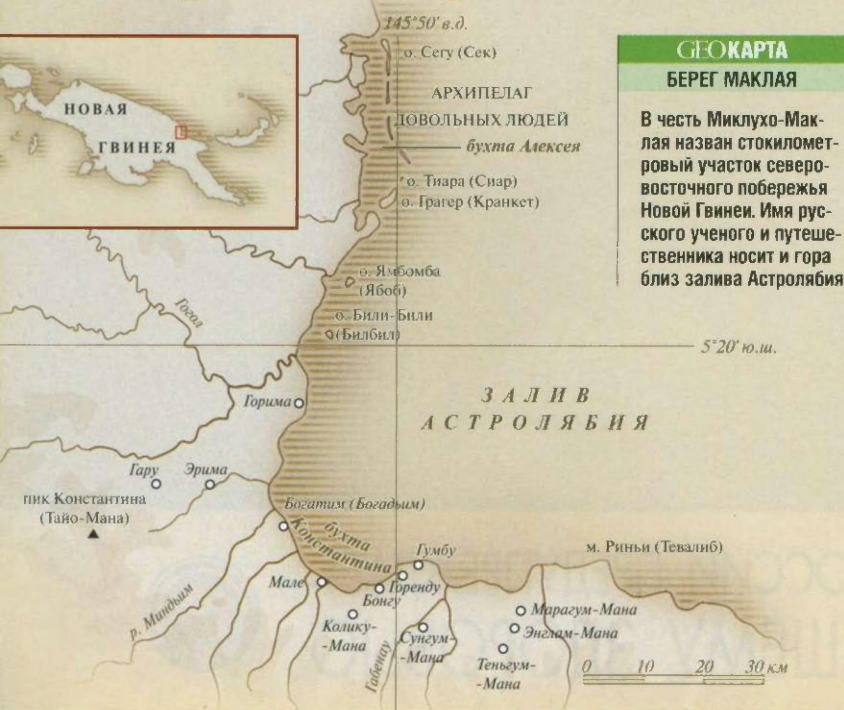 145°50' в.д.
о. Сегу (Сек)
АРХИПЕЛАГ
ДОВОЛЬНЫХ ЛЮДЕЙ
бухта Алексея
о. Тиара (Сиар)
о. Грагер (Кранкет)
НОВАЯ
ГВИНЕЯ
GEOКАРТА
БЕРЕГ МАКЛАЯ
В честь Миклухо-Мак-
лая назван стокиломет-
ровый участок северо-
восточного побережья
Новой Гвинеи. Имя рус-
ского ученого и путеше-
ственника носит и гора
близ залива Астролябия
о. Ямбомба
(Ябоб)
Гогол
о. Били-Били
(Билбил)
5°20' ю.ш.
ЗАЛИВ
АСТРОЛЯБИЯ
Горима
Гару
Эрима
пик Константина
(Тайо-Мана)
Богатим (Богадьим)
бухта
Константина
Гумбу
м. Риньи (Тевалиб)
Мале
Горенду
Бонгу
р. Миндьим
Колику-
-Мана
Габенау
Сунгум-
-Мана
Марагум-Мана
Энглам-Мана
Теньгум-
-Мана
0 10 20 30 км